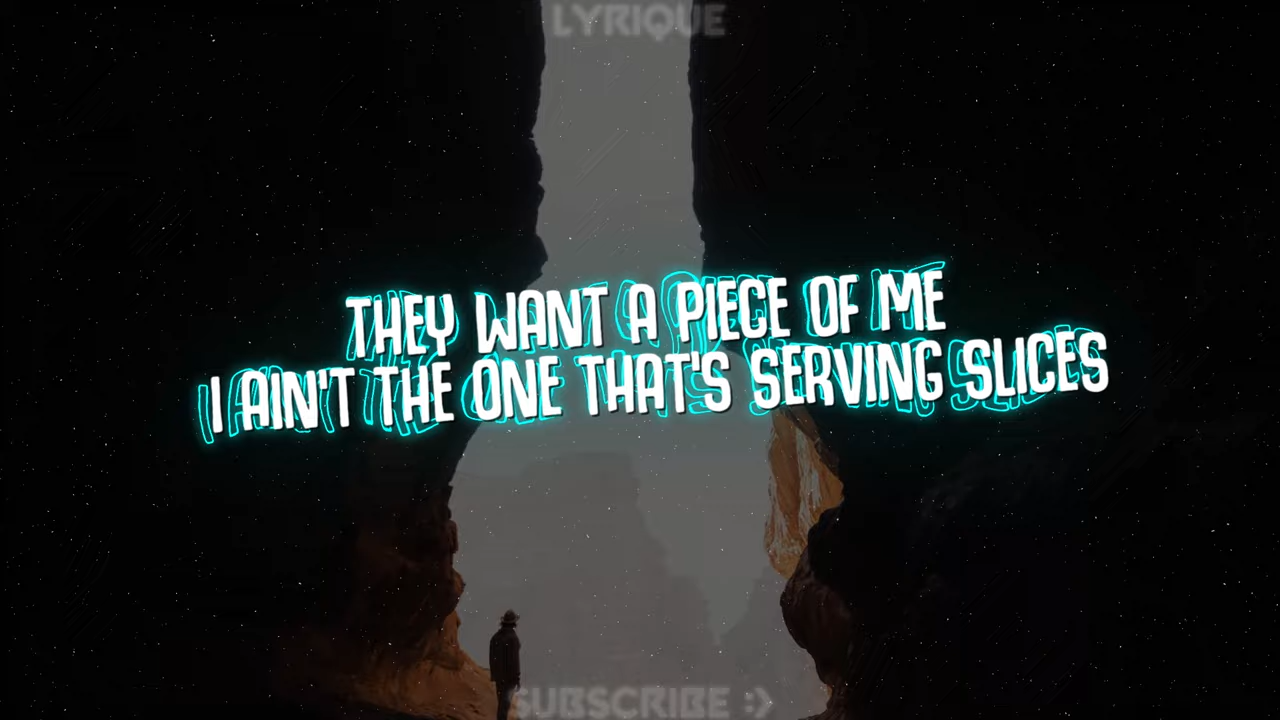 LYRIQUE
THEY WANT A PIECE OF ME
I AIN'T THE ONE THAT'S SERVING SLICES
SUBSCRIBE :)